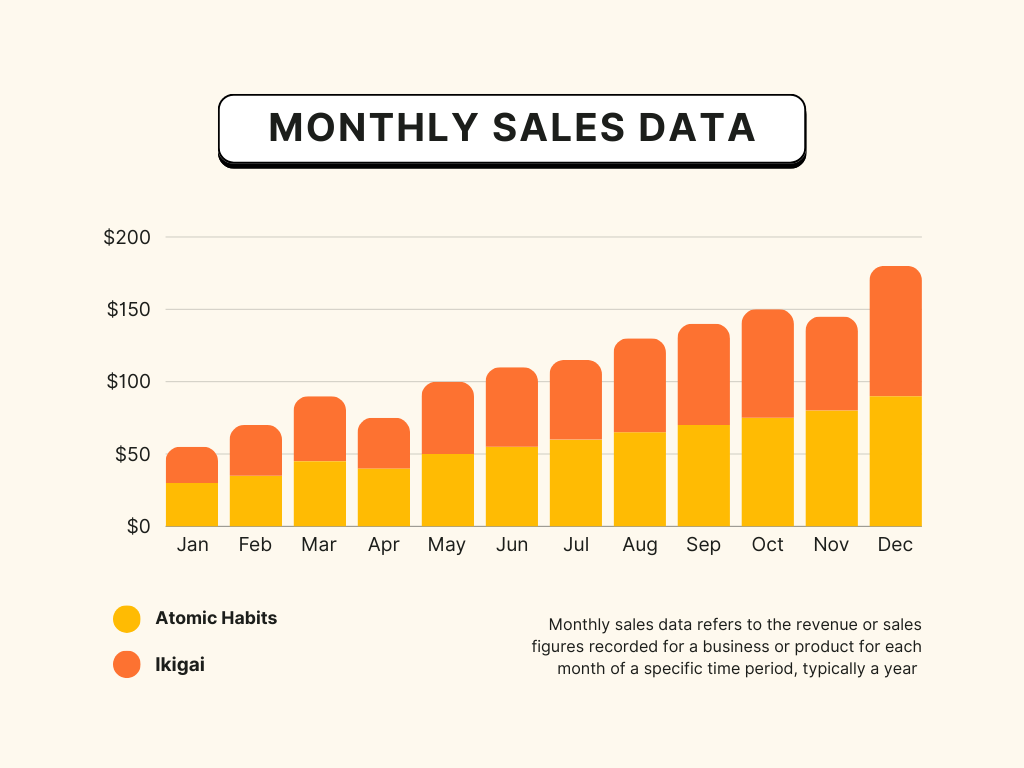 MONTHLY SALES DATA
$200
$150
$100
$50
$0
Jan Feb Mar Apr May Jun Jul Aug Sep Oct Nov Dec
Atomic Habits
Ikigai
Monthly sales data refers to the revenue or sales
figures recorded for a business or product for each
month of a specific time period, typically a year